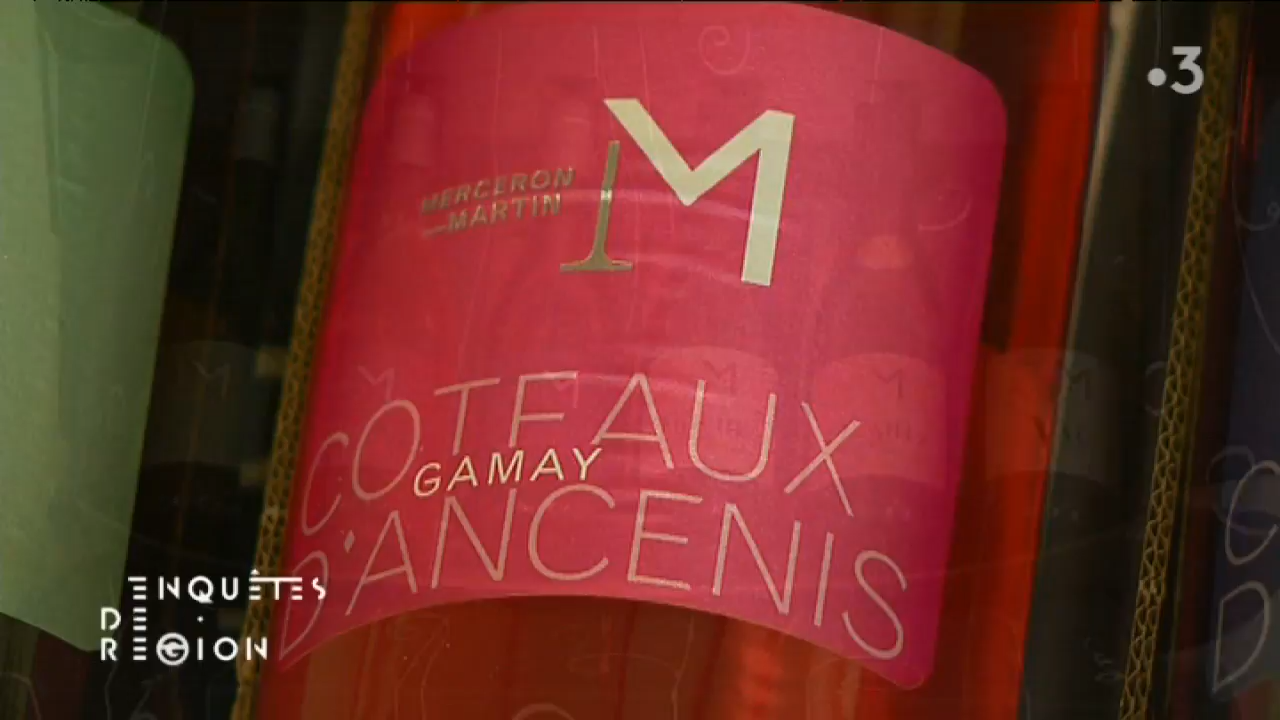 3
MERCERON
—MARTIN
M
COTEAUX
GAMAY
D'ANCENIS
ENQUÊTES
DE
RÉGION